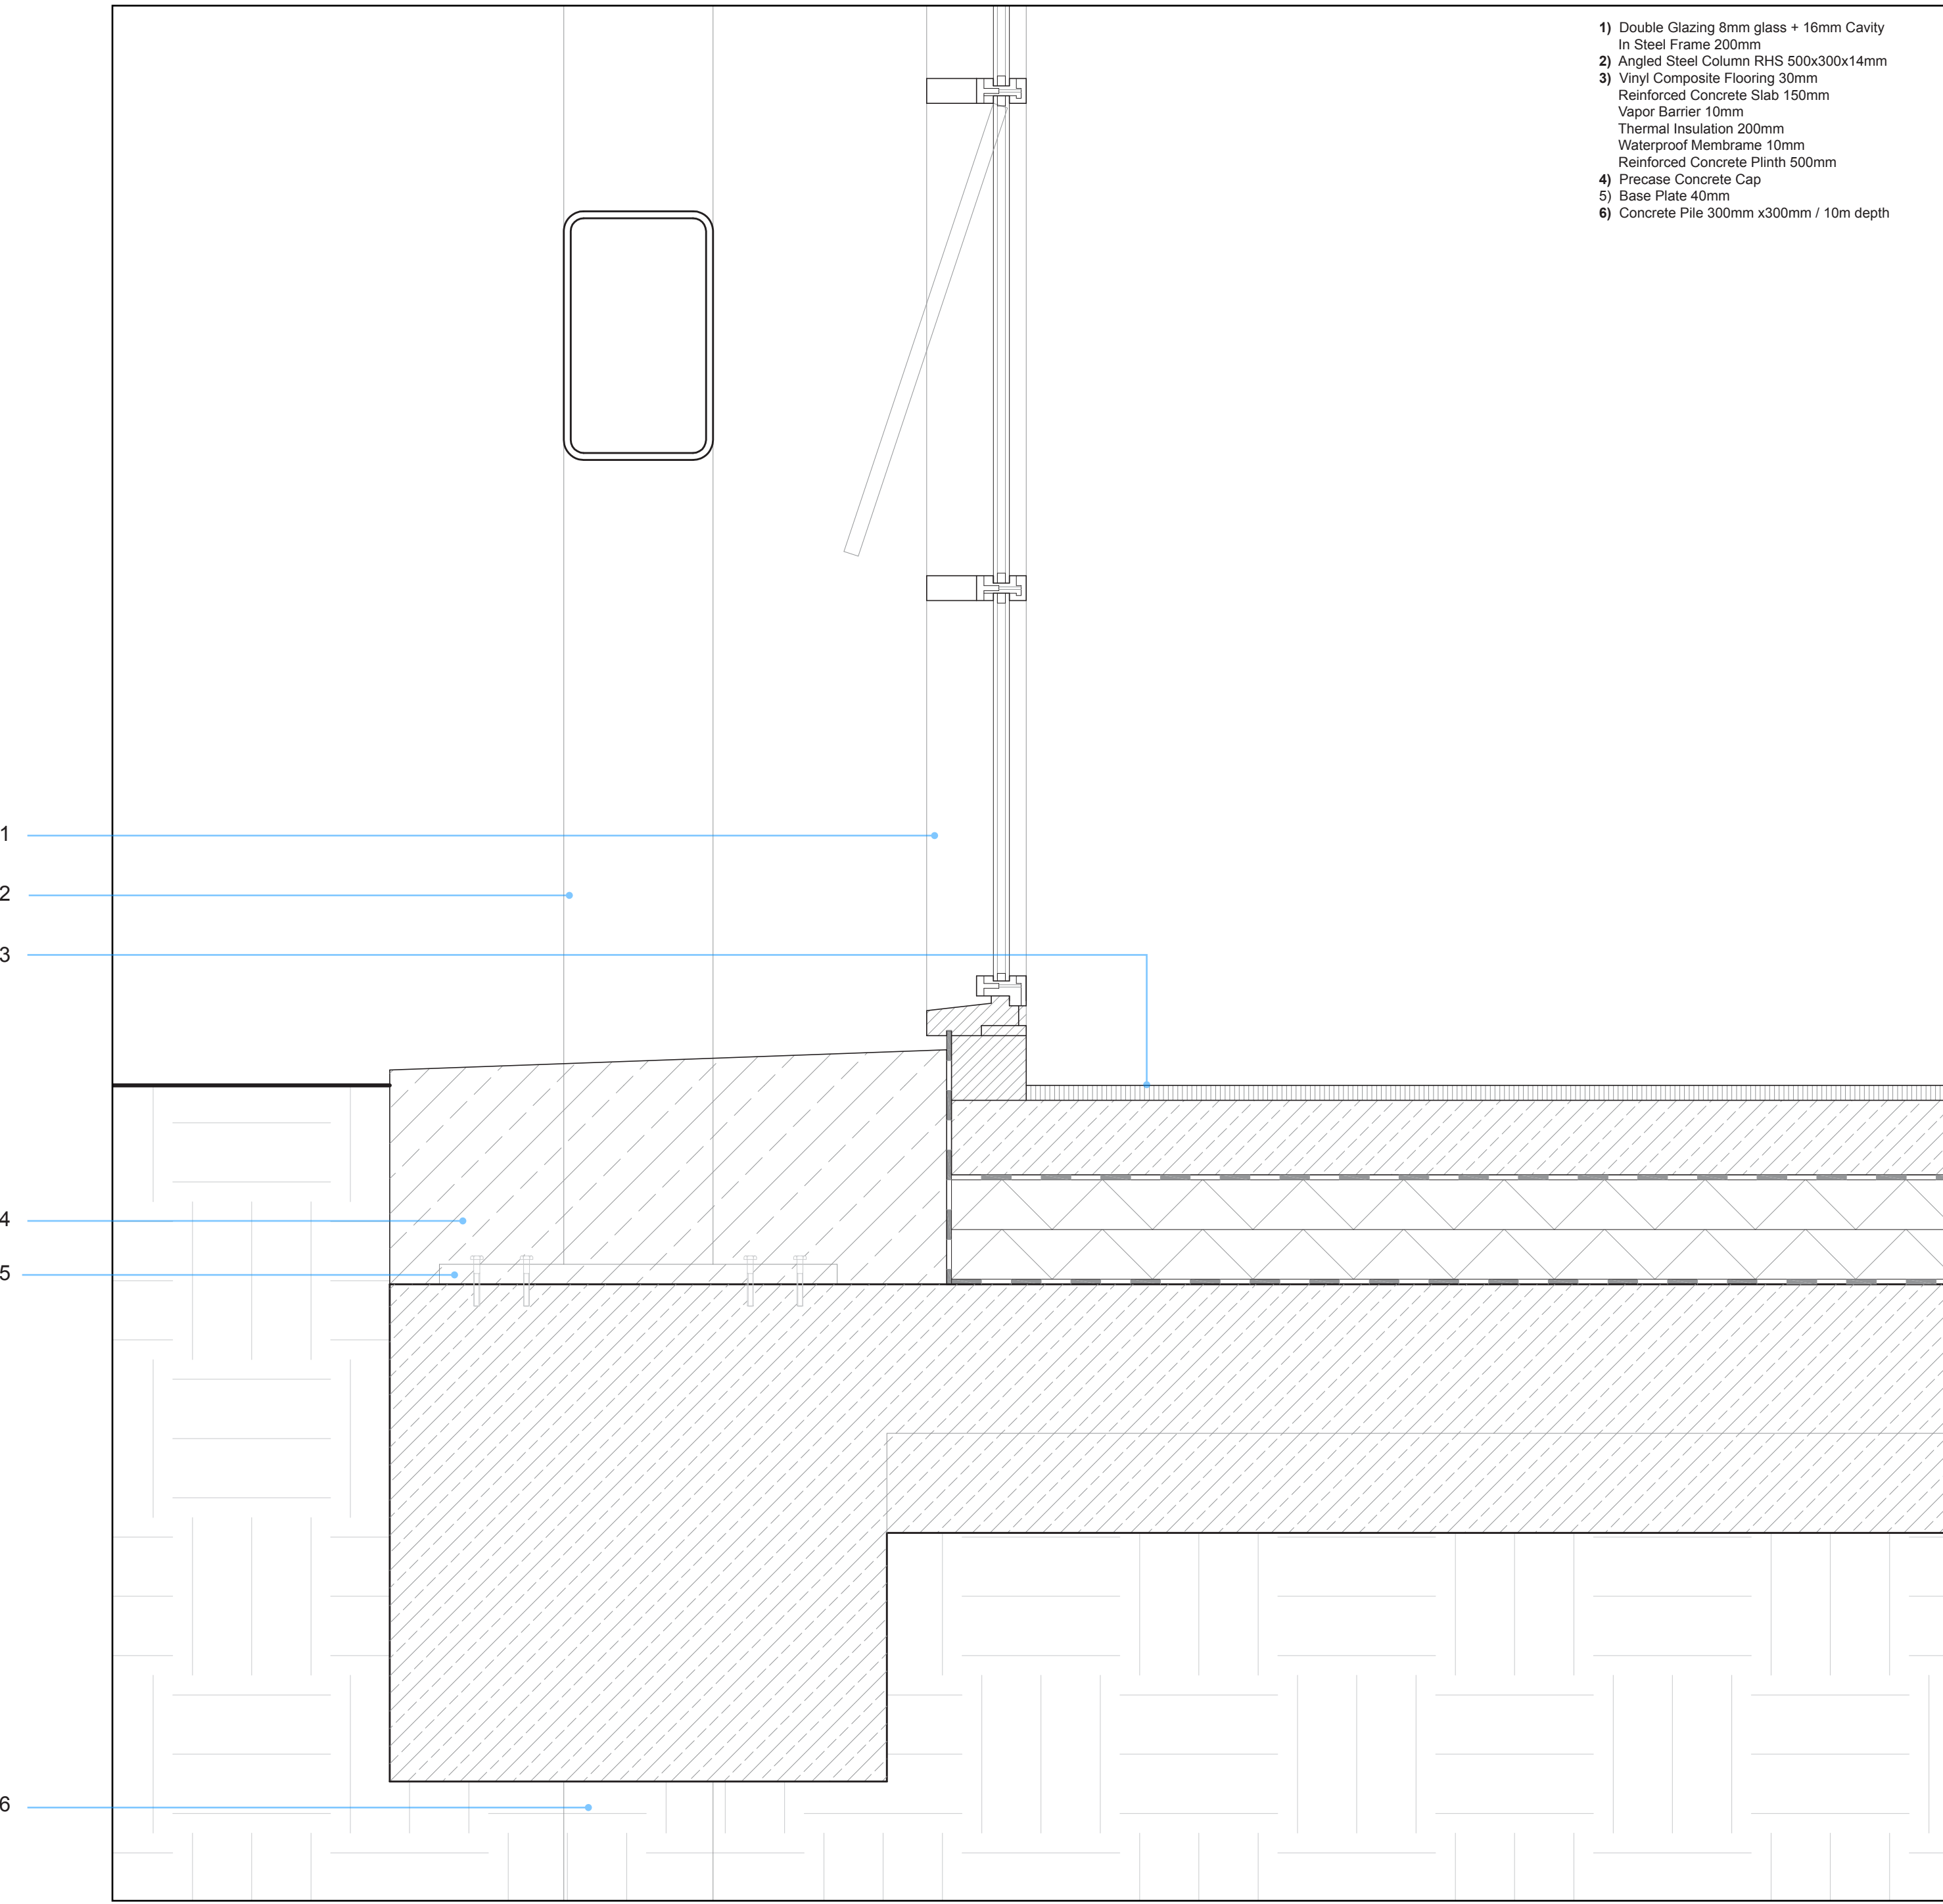 1) Double Glazing 8mm glass + 16mm Cavity
In Steel Frame 200mm
2) Angled Steel Column RHS 500x300x14mm
3) Vinyl Composite Flooring 30mm
Reinforced Concrete Slab 150mm
Vapor Barrier 10mm
Thermal Insulation 200mm
Waterproof Membrame 10mm
Reinforced Concrete Plinth 500mm
4) Precase Concrete Cap
5) Base Plate 40mm
6) Concrete Pile 300mm x300mm / 10m depth
1
2
3
4
5
6